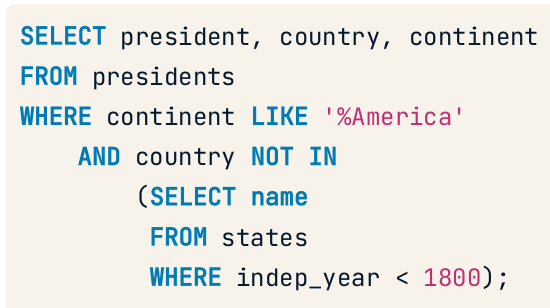 SELECT president, country, continent
FROM presidents
WHERE continent LIKE '%America'
    AND country NOT IN
        (SELECT name
         FROM states
         WHERE indep_year < 1800);